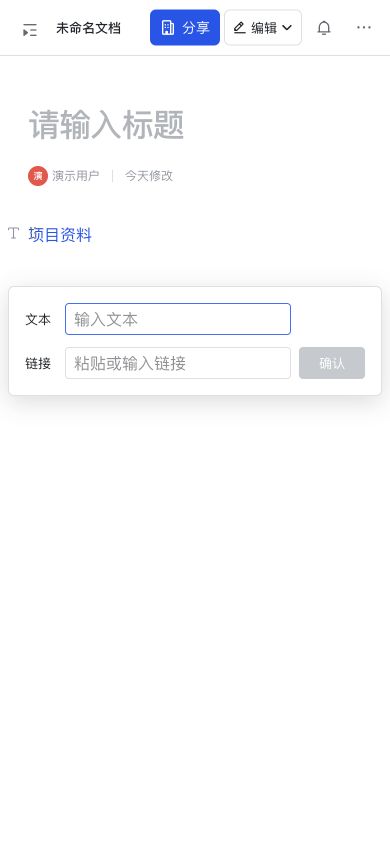 未命名文档
分享
编辑
请输入标题
演 演示用户 今天修改
项目资料
文本 输入文本
链接 粘贴或输入链接 确认